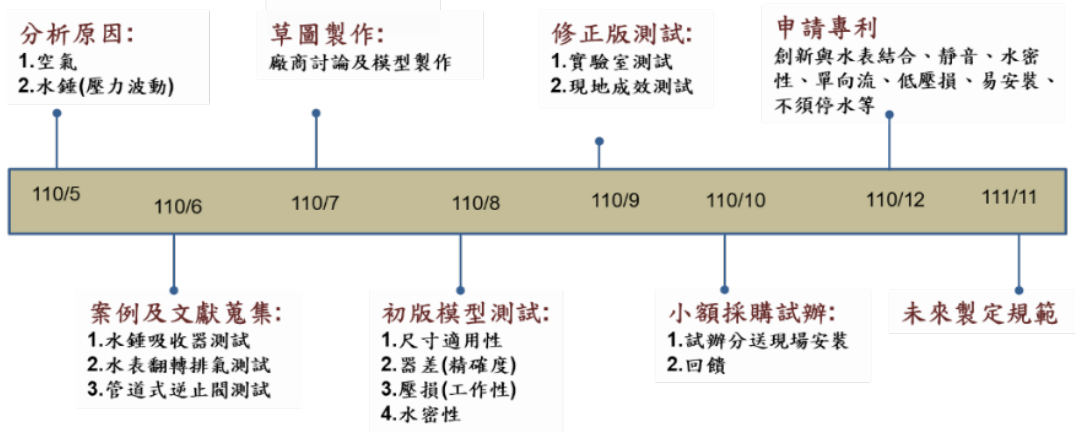 分析原因:
1.空氣
2.水錘(壓力波動)
草圖製作:
廠商討論及模型製作
修正版測試:
1.實驗室測試
2.現地成效測試
申請專利
創新與水表結合、靜音、水密
性、單向流、低壓損、易安裝、
不須停水等
110/5
110/6
110/7
110/8
110/9
110/10
110/12
111/11
案例及文獻蒐集:
1.水錘吸收器測試
2.水表翻轉排氣測試
3.管道式逆止閥測試
初版模型測試:
1.尺寸適用性
2.器差(精確度)
3.壓損(工作性)
4.水密性
小額採購試辦:
1.試辦分送現場安裝
2.回饋
未來製定規範